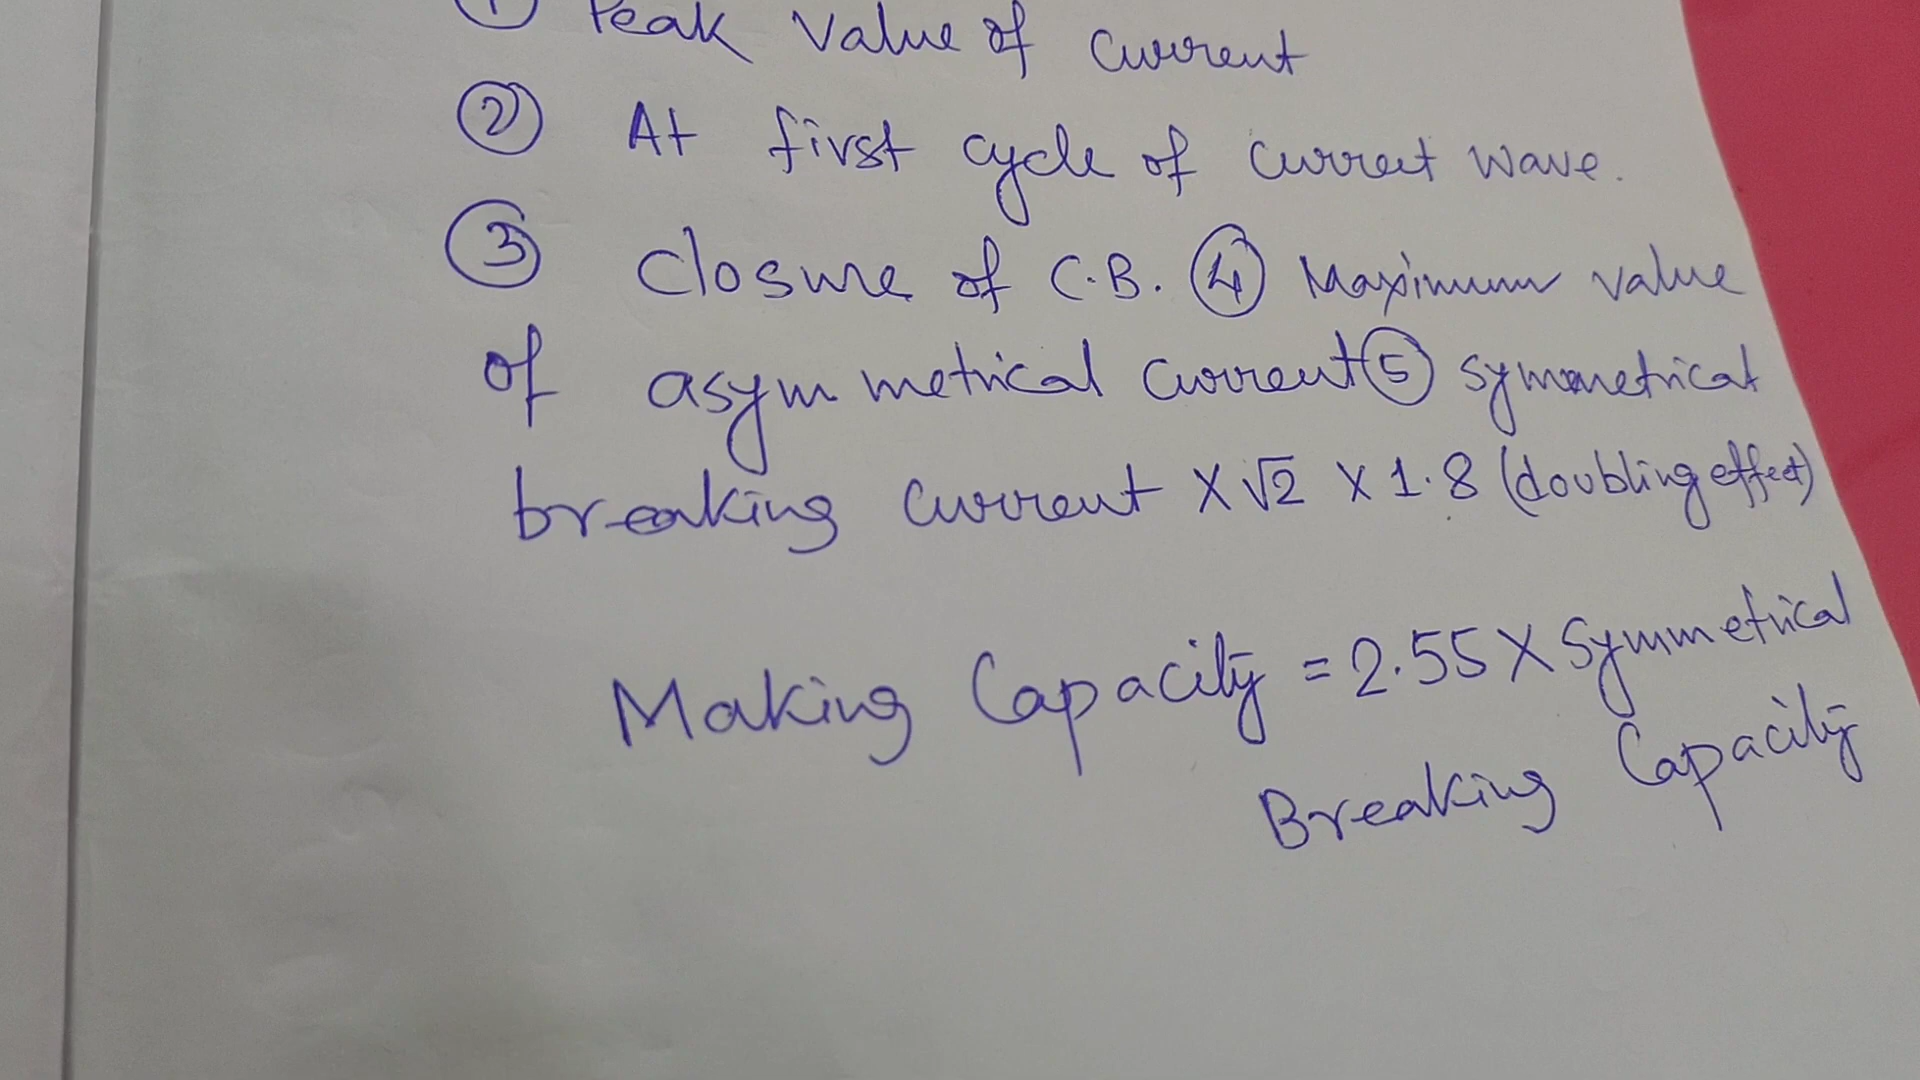 ① Peak Value of Current
② At first cycle of Current wave.
③ Closure of C.B. ④ Maximum value
of asymmetrical Current ⑤ symmetrical
breaking Current X √2 X 1.8 (doubling effect)
Making Capacity = 2.55 X Symmetrical
Breaking Capacity